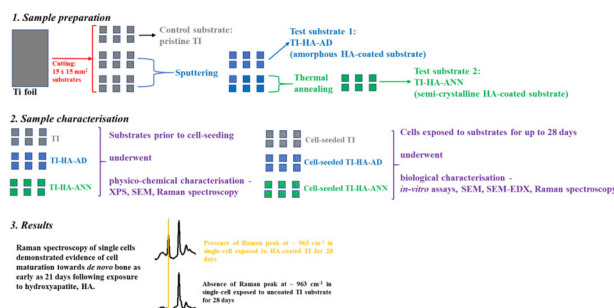 1. Sample preparation
Control substrate:
pristine TI
Ti foil
Cutting:
15 x 15 mm²
substrates
Sputtering
Test substrate 1:
TI-HA-AD
(amorphous HA-coated substrate)
Thermal
annealing
Test substrate 2:
TI-HA-ANN
(semi-crystalline HA-coated substrate)
2. Sample characterisation
TI
TI-HA-AD
TI-HA-ANN
Substrates prior to cell-seeding
underwent
physico-chemical characterisation -
XPS, SEM, Raman spectroscopy
Cell-seeded TI
Cell-seeded TI-HA-AD
Cell-seeded TI-HA-ANN
Cells exposed to substrates for up to 28 days
underwent
biological characterisation -
in-vitro assays, SEM, SEM-EDX, Raman spectroscopy
3. Results
Raman spectroscopy of single cells
demonstrated evidence of cell
maturation towards de novo bone as
early as 21 days following exposure
to hydroxyapatite, HA.
Presence of Raman peak at ~ 963 cm⁻¹ in
single-cell exposed to HA-coated TI for 28
days
Absence of Raman peak at ~ 963 cm⁻¹ in
single-cell exposed to uncoated TI substrate
for 28 days